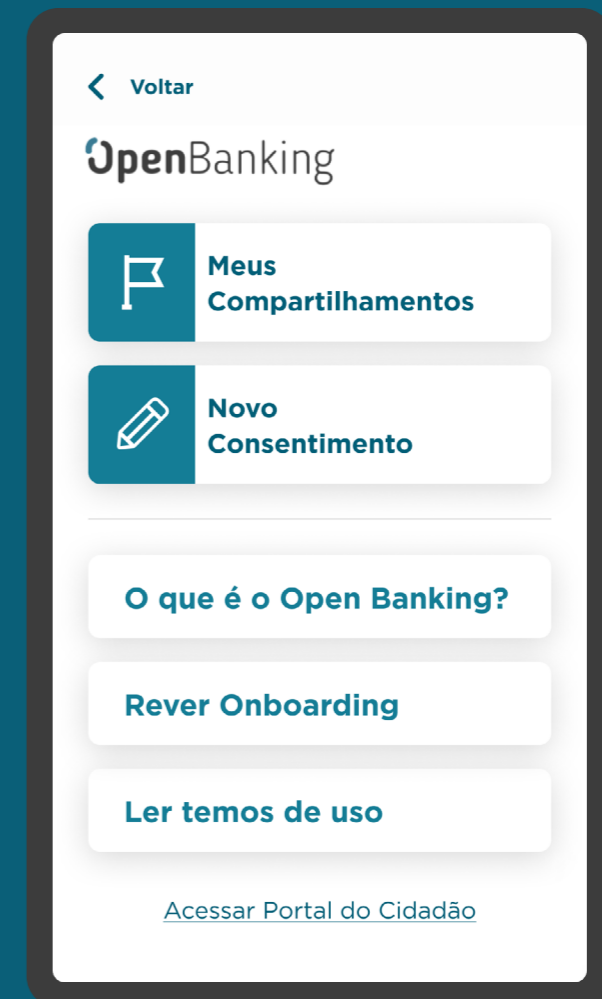 Voltar
OpenBanking
Meus
Compartilhamentos
Novo
Consentimento
O que é o Open Banking?
Rever Onboarding
Ler temos de uso
Acessar Portal do Cidadão